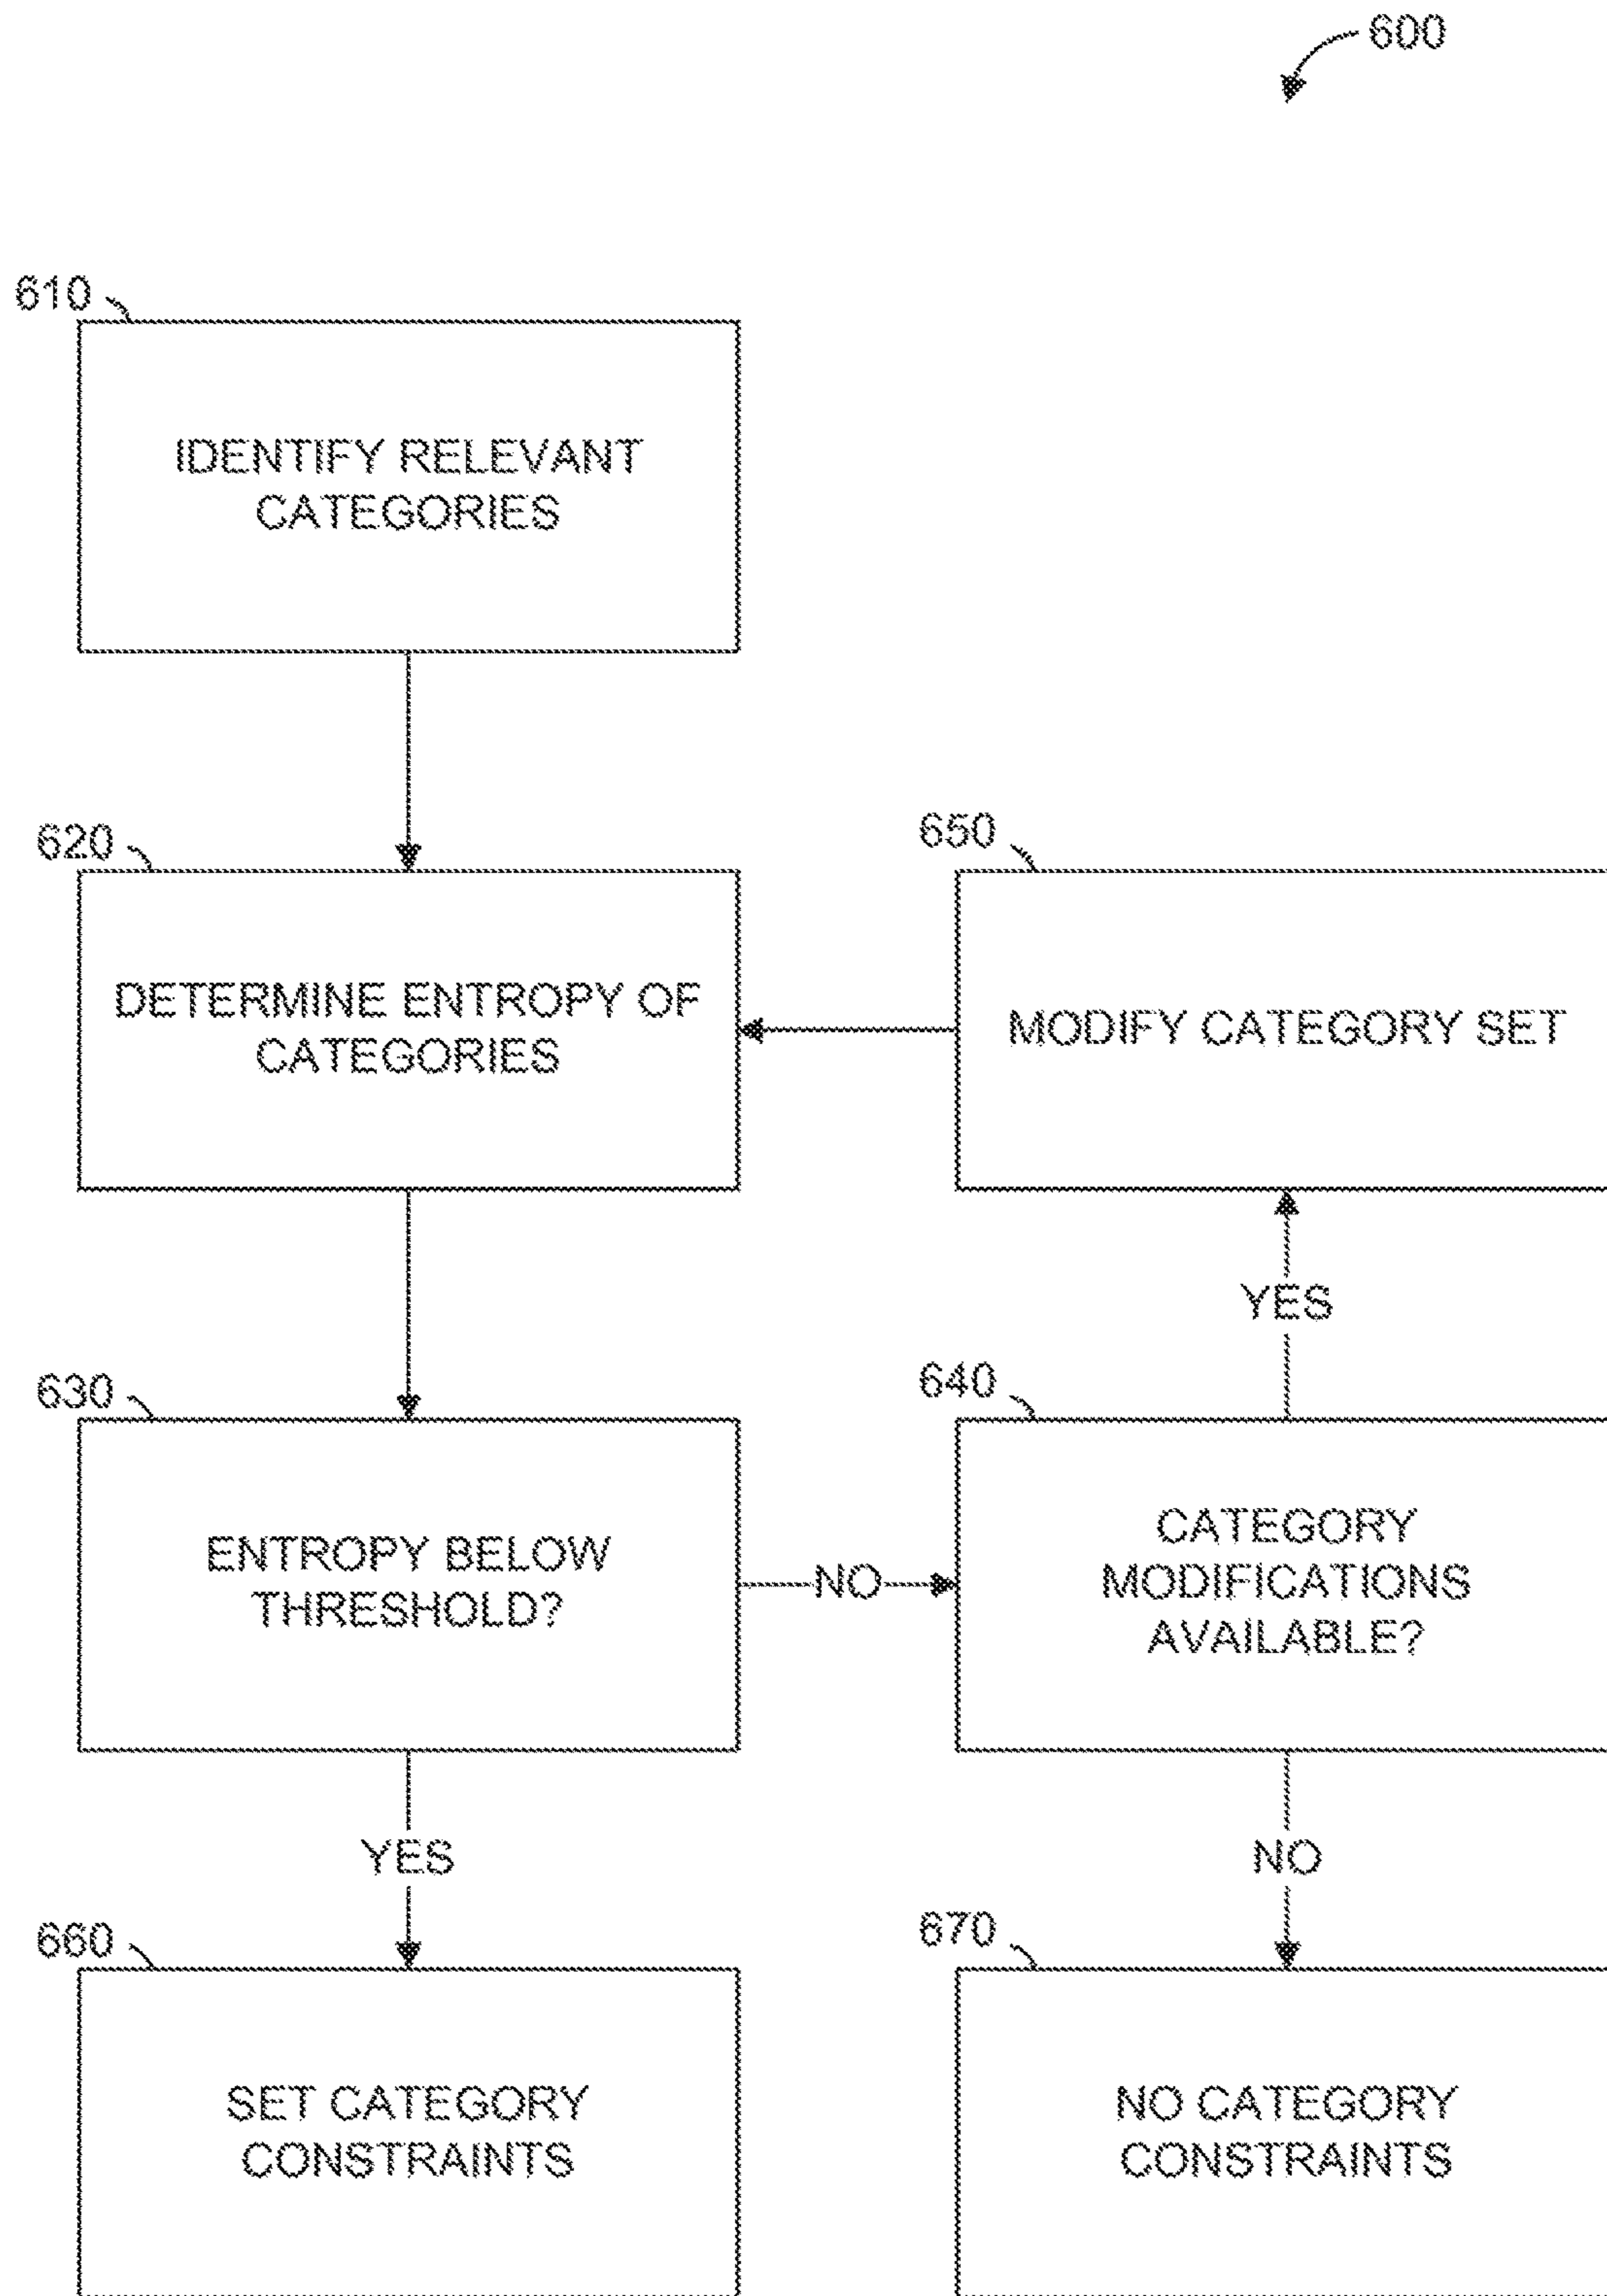 600
610
IDENTIFY RELEVANT
CATEGORIES
620
DETERMINE ENTROPY OF
CATEGORIES
650
MODIFY CATEGORY SET
YES
630
ENTROPY BELOW
THRESHOLD?
NO
640
CATEGORY
MODIFICATIONS
AVAILABLE?
YES
NO
660
SET CATEGORY
CONSTRAINTS
670
NO CATEGORY
CONSTRAINTS